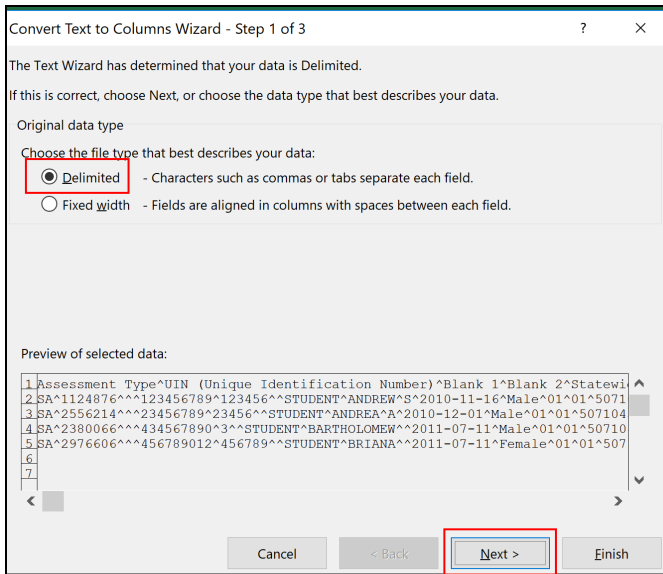 Convert Text to Columns Wizard - Step 1 of 3 ? ×
The Text Wizard has determined that your data is Delimited.
If this is correct, choose Next, or choose the data type that best describes your data.
Original data type
Choose the file type that best describes your data:
Delimited - Characters such as commas or tabs separate each field.
Fixed width - Fields are aligned in columns with spaces between each field.
Preview of selected data:
1 Assessment Type^UIN (Unique Identification Number)^Blank 1^Blank 2^Statewi
2 SA^1124876^^^123456789^123456^^STUDENT^ANDREW^S^2010-11-16^Male^01^01^5071
3 SA^2556214^^^23456789^23456^^STUDENT^ANDREA^A^2010-12-01^Male^01^01^507104
4 SA^2380066^^^434567890^3^^STUDENT^BARTHOLOMEW^^2011-07-11^Male^01^01^50710
5 SA^2976606^^^456789012^456789^^STUDENT^BRIANA^^2011-07-11^Female^01^01^507
6
7
Cancel < Back Next > Finish